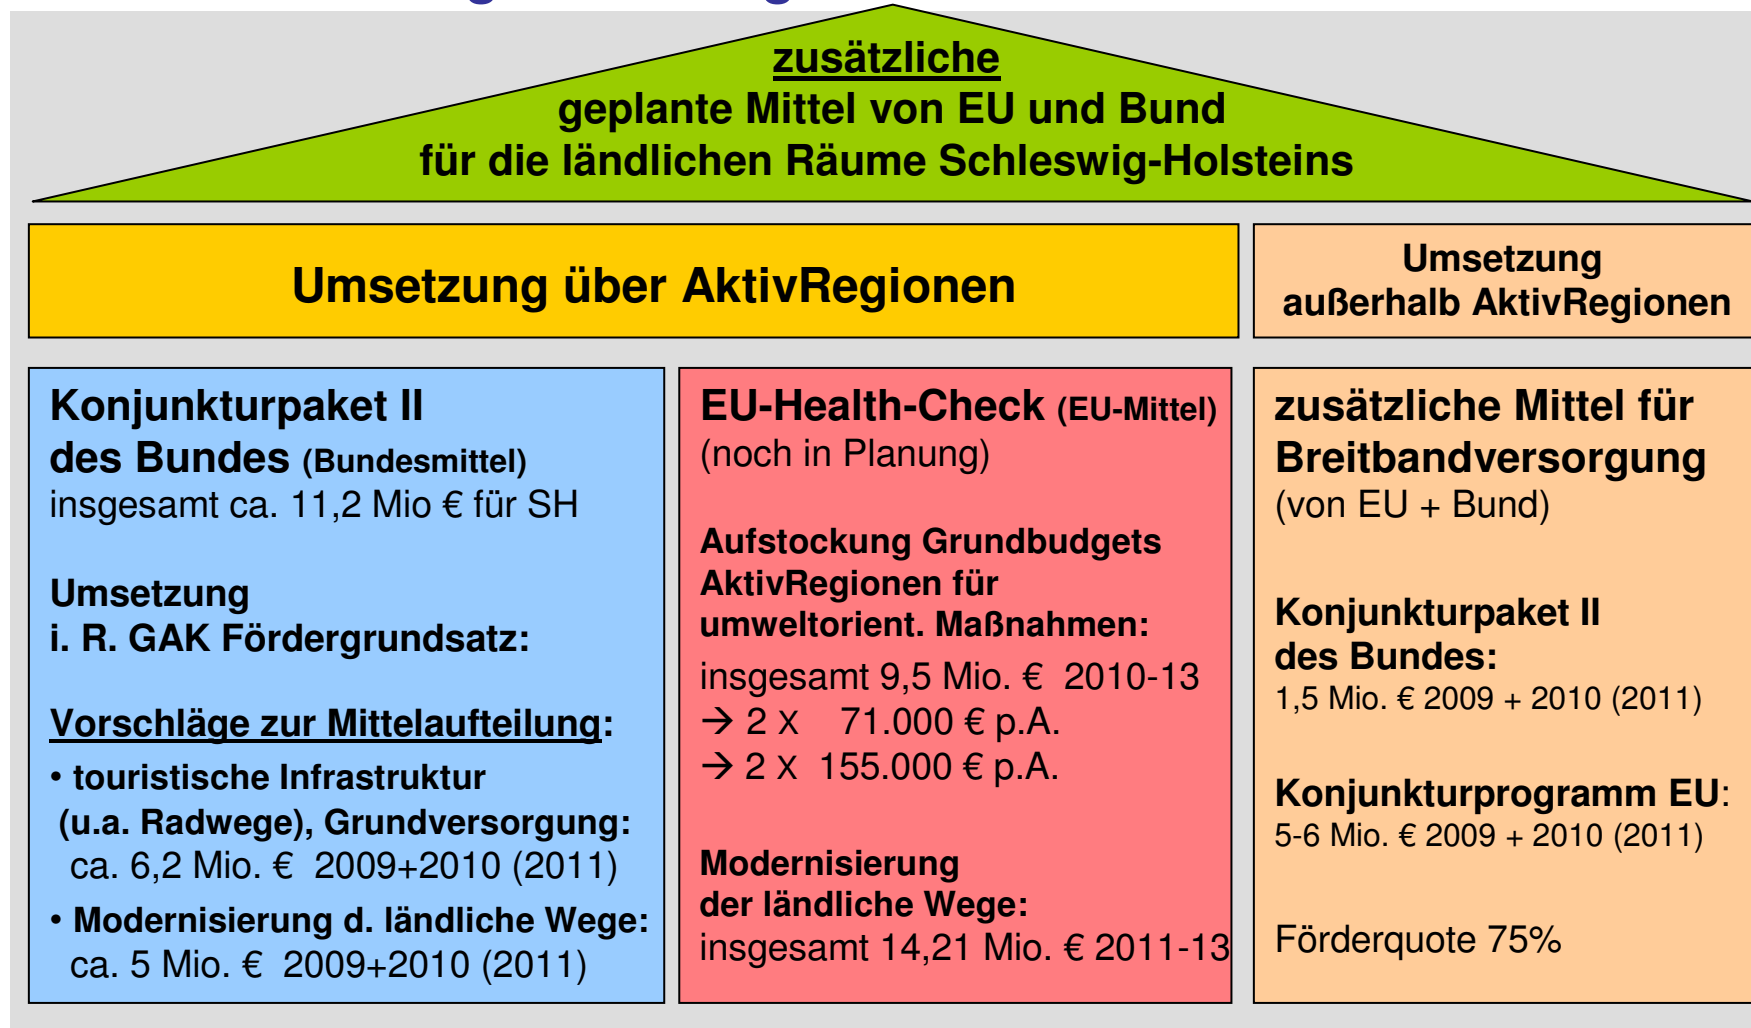 zusätzliche
geplante Mittel von EU und Bund
für die ländlichen Räume Schleswig-Holsteins
Umsetzung über AktivRegionen
Umsetzung
außerhalb AktivRegionen
Konjunkturpaket II
des Bundes (Bundesmittel)
insgesamt ca. 11,2 Mio € für SH
Umsetzung
i. R. GAK Fördergrundsatz:
Vorschläge zur Mittelaufteilung:
• touristische Infrastruktur
(u.a. Radwege), Grundversorgung:
ca. 6,2 Mio. € 2009+2010 (2011)
• Modernisierung d. ländliche Wege:
ca. 5 Mio. € 2009+2010 (2011)
EU-Health-Check (EU-Mittel)
(noch in Planung)
Aufstockung Grundbudgets
AktivRegionen für
umweltorient. Maßnahmen:
insgesamt 9,5 Mio. € 2010-13
→ 2 X 71.000 € p.A.
→ 2 X 155.000 € p.A.
Modernisierung
der ländliche Wege:
insgesamt 14,21 Mio. € 2011-13
zusätzliche Mittel für
Breitbandversorgung
(von EU + Bund)
Konjunkturpaket II
des Bundes:
1,5 Mio. € 2009 + 2010 (2011)
Konjunkturprogramm EU:
5-6 Mio. € 2009 + 2010 (2011)
Förderquote 75%